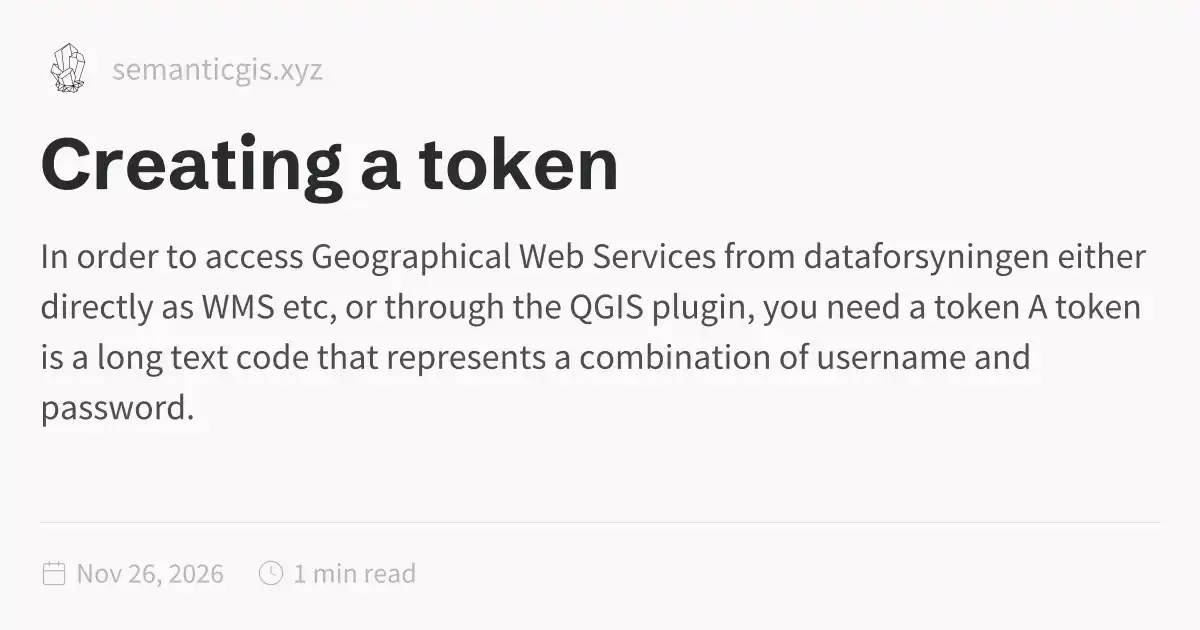 semanticgis.xyz
Creating a token
In order to access Geographical Web Services from dataforsyningen either
directly as WMS etc, or through the QGIS plugin, you need a token A token
is a long text code that represents a combination of username and
password.
Nov 26, 2026 1 min read